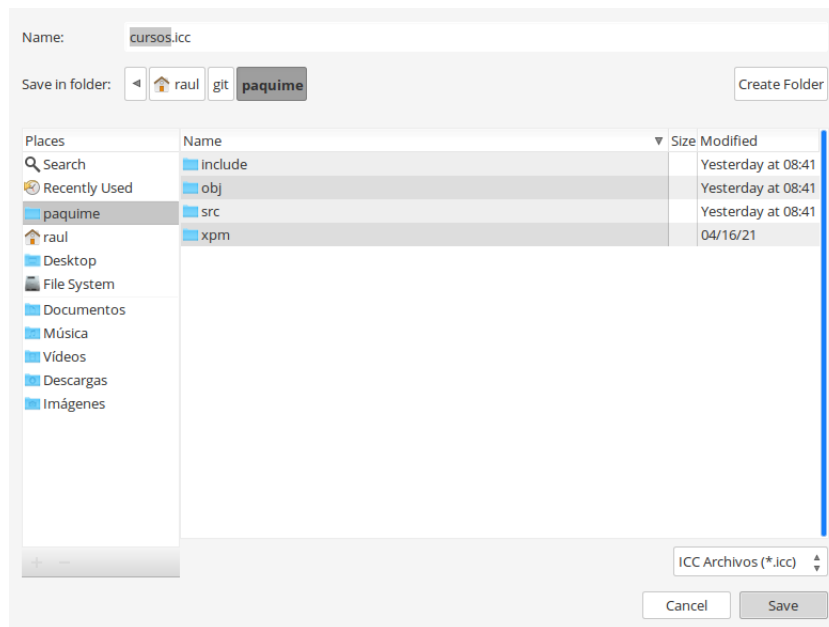 Name: cursos.icc
Save in folder: raul git paquime Create Folder
Places Name Size Modified
Search include Yesterday at 08:41
Recently Used obj Yesterday at 08:41
paquime src Yesterday at 08:41
raul xpm 04/16/21
Desktop
File System
Documentos
Música
Vídeos
Descargas
Imágenes
ICC Archivos (*.icc)
Cancel Save